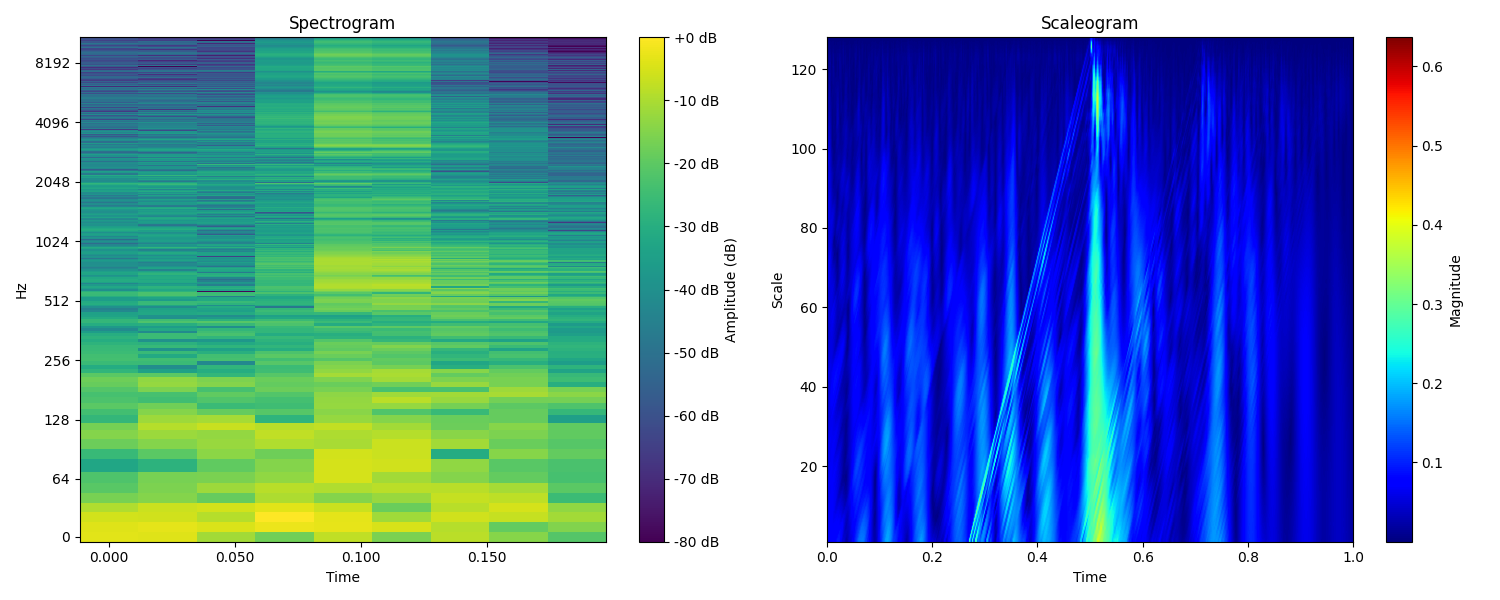 Spectrogram
Hz
8192
4096
2048
1024
512
256
128
64
0
0.000 0.050 0.100 0.150
Time
+0 dB
-10 dB
-20 dB
-30 dB
-40 dB
-50 dB
-60 dB
-70 dB
-80 dB
Amplitude (dB)
Scaleogram
Scale
120
100
80
60
40
20
0.0 0.2 0.4 0.6 0.8 1.0
Time
0.6
0.5
0.4
0.3
0.2
0.1
Magnitude